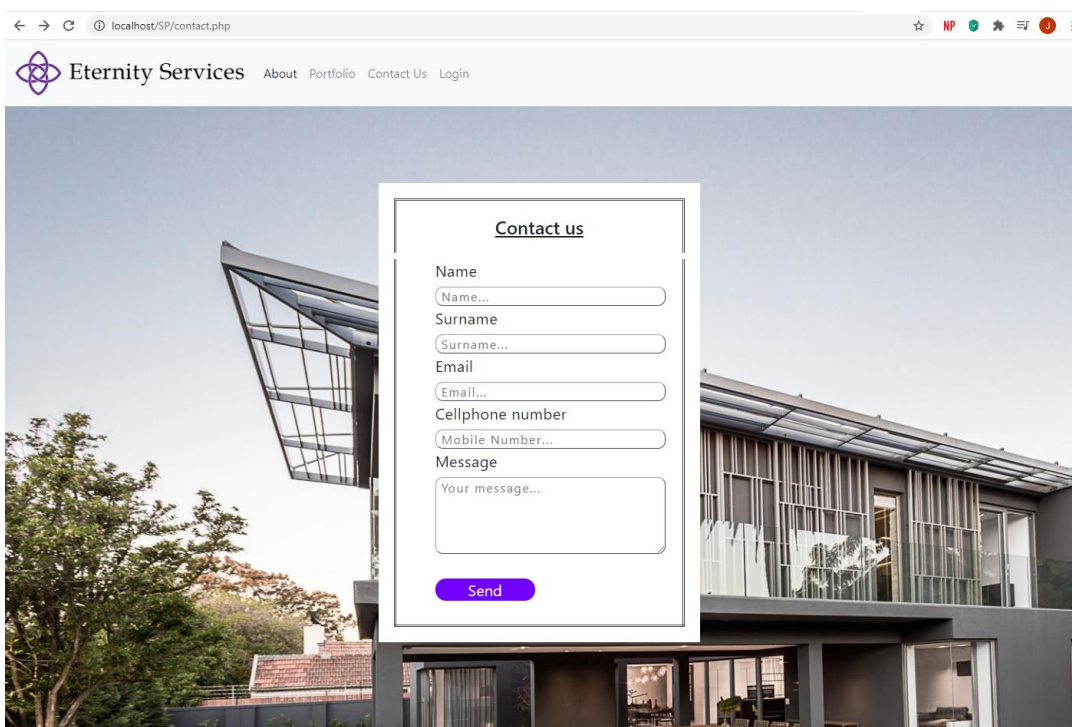 localhost/SP/contact.php
NP
J
Eternity Services About Portfolio Contact Us Login
Contact us
Name
Name...
Surname
Surname...
Email
Email...
Cellphone number
Mobile Number...
Message
Your message...
Send